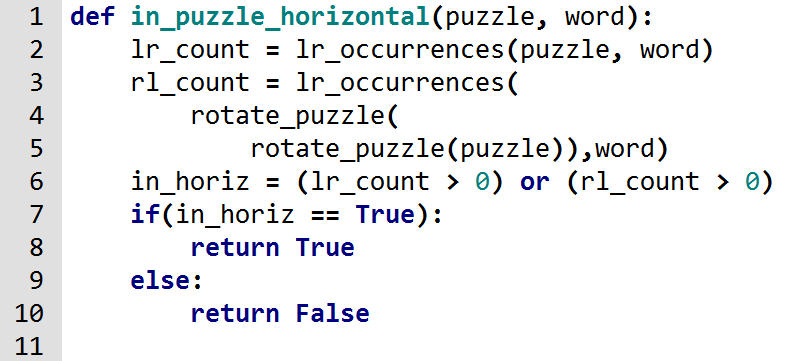 1 def in_puzzle_horizontal(puzzle, word):
2     lr_count = lr_occurrences(puzzle, word)
3     rl_count = lr_occurrences(
4         rotate_puzzle(
5             rotate_puzzle(puzzle)),word)
6     in_horiz = (lr_count > 0) or (rl_count > 0)
7     if(in_horiz == True):
8         return True
9     else:
10         return False
11